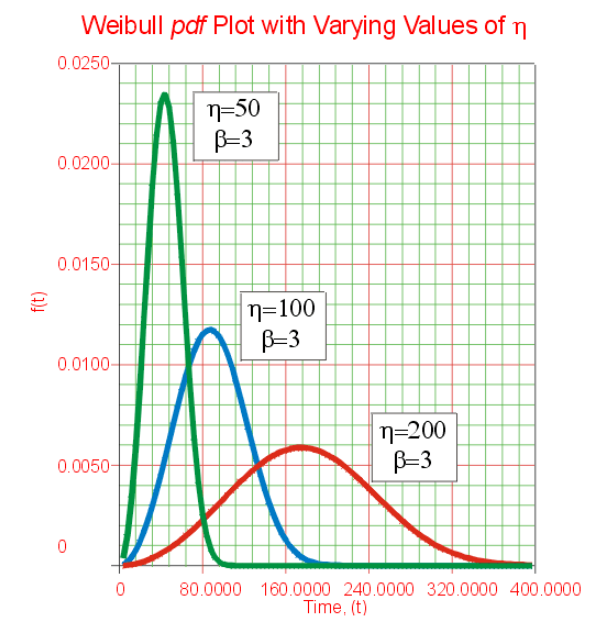 Weibull pdf Plot with Varying Values of η
0.0250
η=50
β=3
0.0200
0.0150
f(t)
η=100
β=3
0.0100
η=200
β=3
0.0050
0
0 80.0000 160.0000 240.0000 320.0000 400.0000
Time, (t)